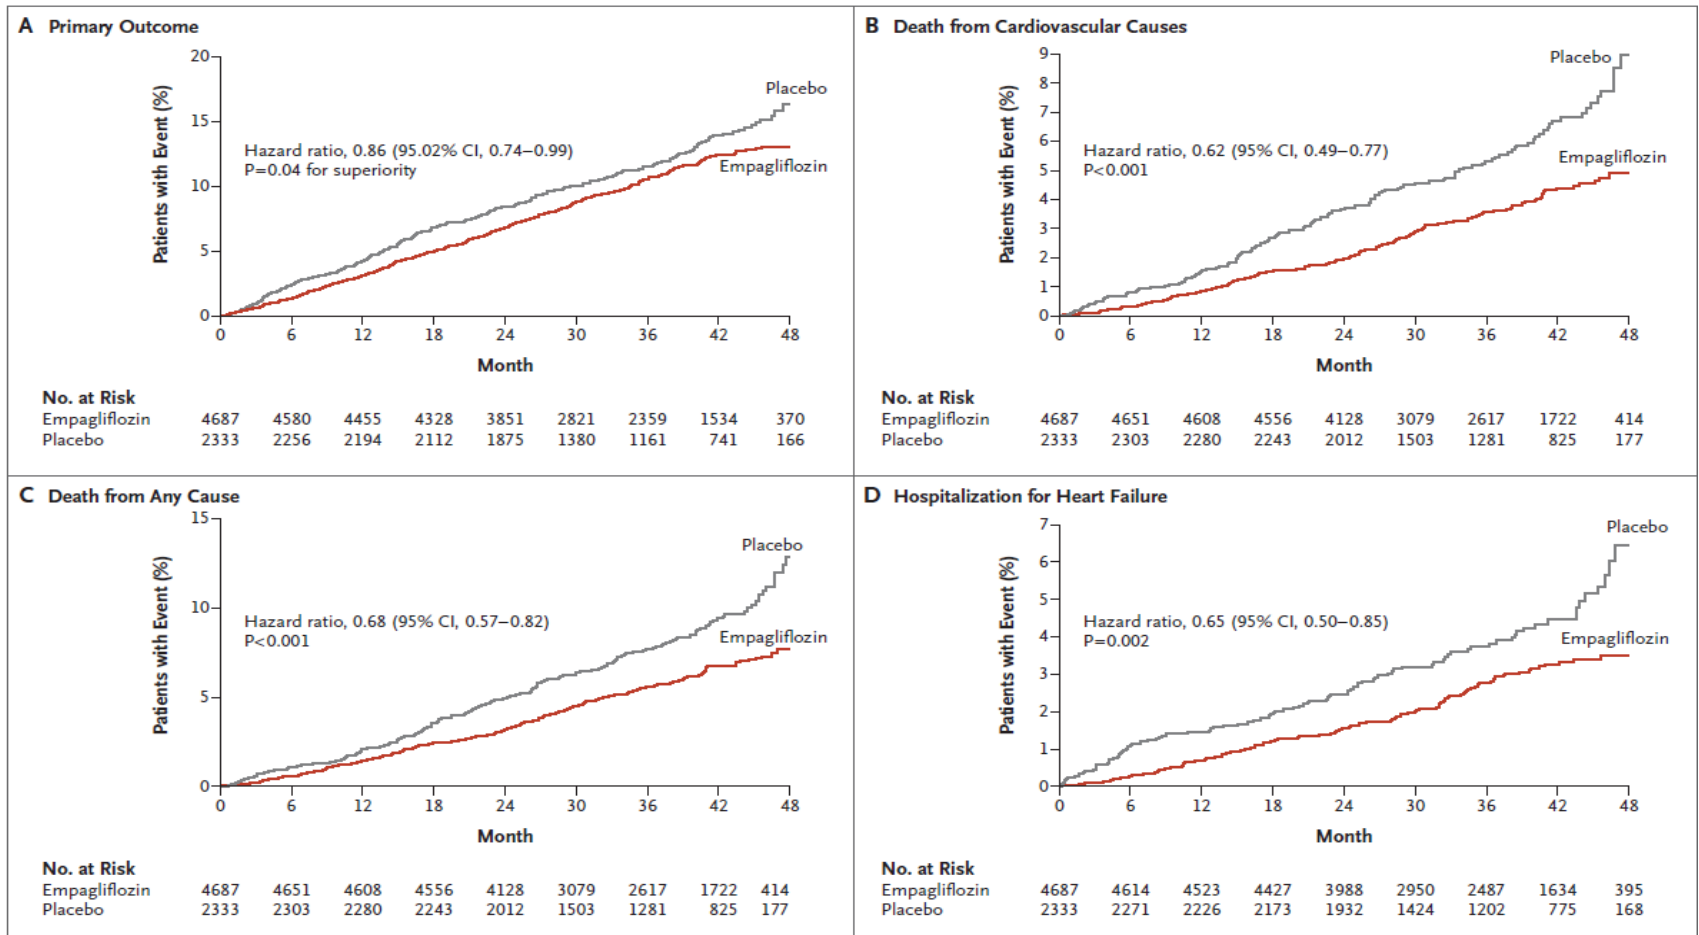 A Primary Outcome
Patients with Event (%)
20
15
10
5
0
Placebo
Hazard ratio, 0.86 (95.02% CI, 0.74–0.99)
P=0.04 for superiority
Empagliflozin
0 6 12 18 24 30 36 42 48
Month
No. at Risk
Empagliflozin 4687 4580 4455 4328 3851 2821 2359 1534 370
Placebo 2333 2256 2194 2112 1875 1380 1161 741 166
B Death from Cardiovascular Causes
Patients with Event (%)
9
8
7
6
5
4
3
2
1
0
Placebo
Hazard ratio, 0.62 (95% CI, 0.49–0.77)
P<0.001
Empagliflozin
0 6 12 18 24 30 36 42 48
Month
No. at Risk
Empagliflozin 4687 4651 4608 4556 4128 3079 2617 1722 414
Placebo 2333 2303 2280 2243 2012 1503 1281 825 177
C Death from Any Cause
Patients with Event (%)
15
10
5
0
Placebo
Hazard ratio, 0.68 (95% CI, 0.57–0.82)
P<0.001
Empagliflozin
0 6 12 18 24 30 36 42 48
Month
No. at Risk
Empagliflozin 4687 4651 4608 4556 4128 3079 2617 1722 414
Placebo 2333 2303 2280 2243 2012 1503 1281 825 177
D Hospitalization for Heart Failure
Patients with Event (%)
7
6
5
4
3
2
1
0
Placebo
Hazard ratio, 0.65 (95% CI, 0.50–0.85)
P=0.002
Empagliflozin
0 6 12 18 24 30 36 42 48
Month
No. at Risk
Empagliflozin 4687 4614 4523 4427 3988 2950 2487 1634 395
Placebo 2333 2271 2226 2173 1932 1424 1202 775 168